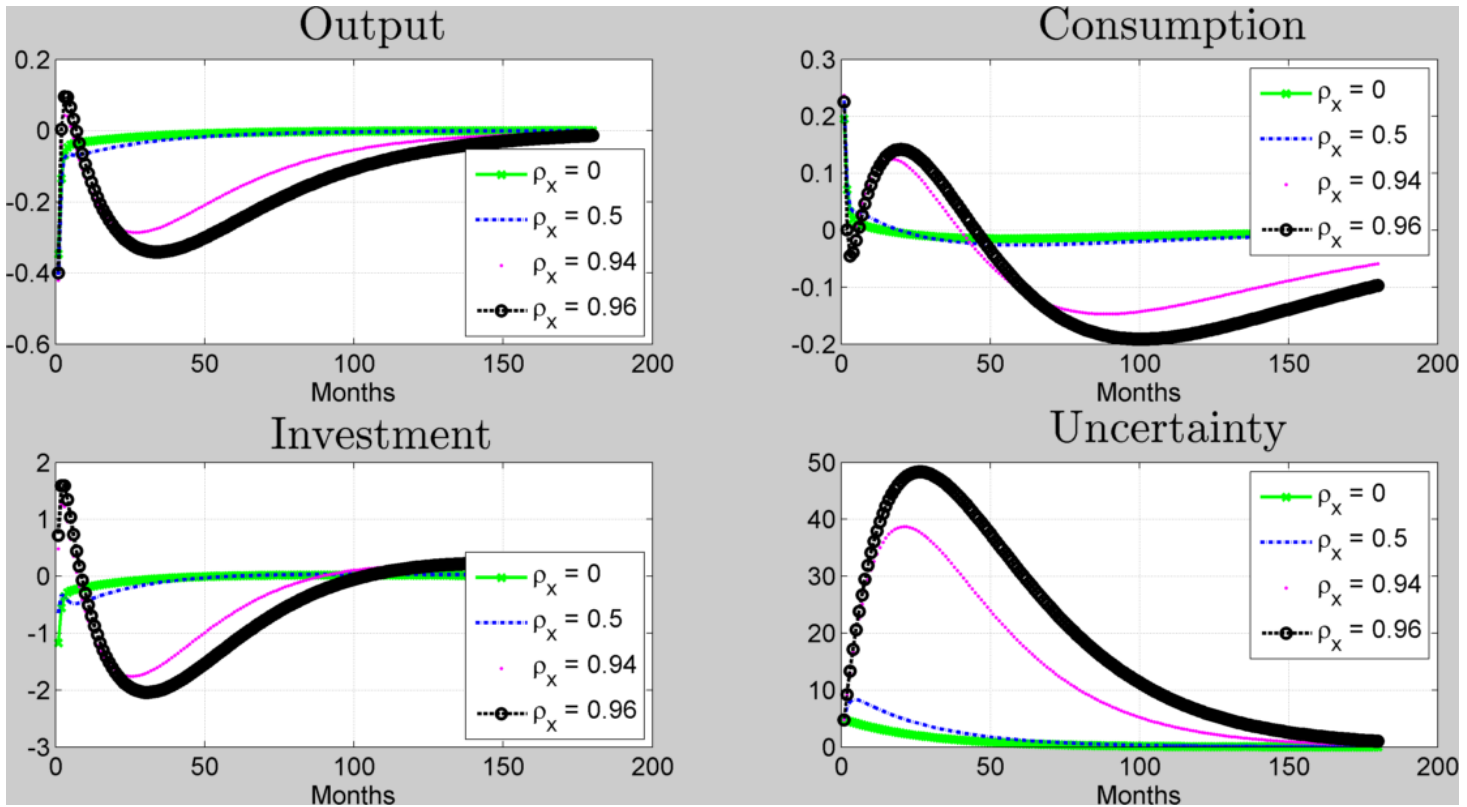 Output
0.2
0
-0.2
-0.4
-0.6
0
50
100
150
200
Months
ρx = 0
ρx = 0.5
ρx = 0.94
ρx = 0.96
Consumption
0.3
0.2
0.1
0
-0.1
-0.2
0
50
100
150
200
Months
ρx = 0
ρx = 0.5
ρx = 0.94
ρx = 0.96
Investment
2
1
0
-1
-2
-3
0
50
100
150
200
Months
ρx = 0
ρx = 0.5
ρx = 0.94
ρx = 0.96
Uncertainty
50
40
30
20
10
0
0
50
100
150
200
Months
ρx = 0
ρx = 0.5
ρx = 0.94
ρx = 0.96